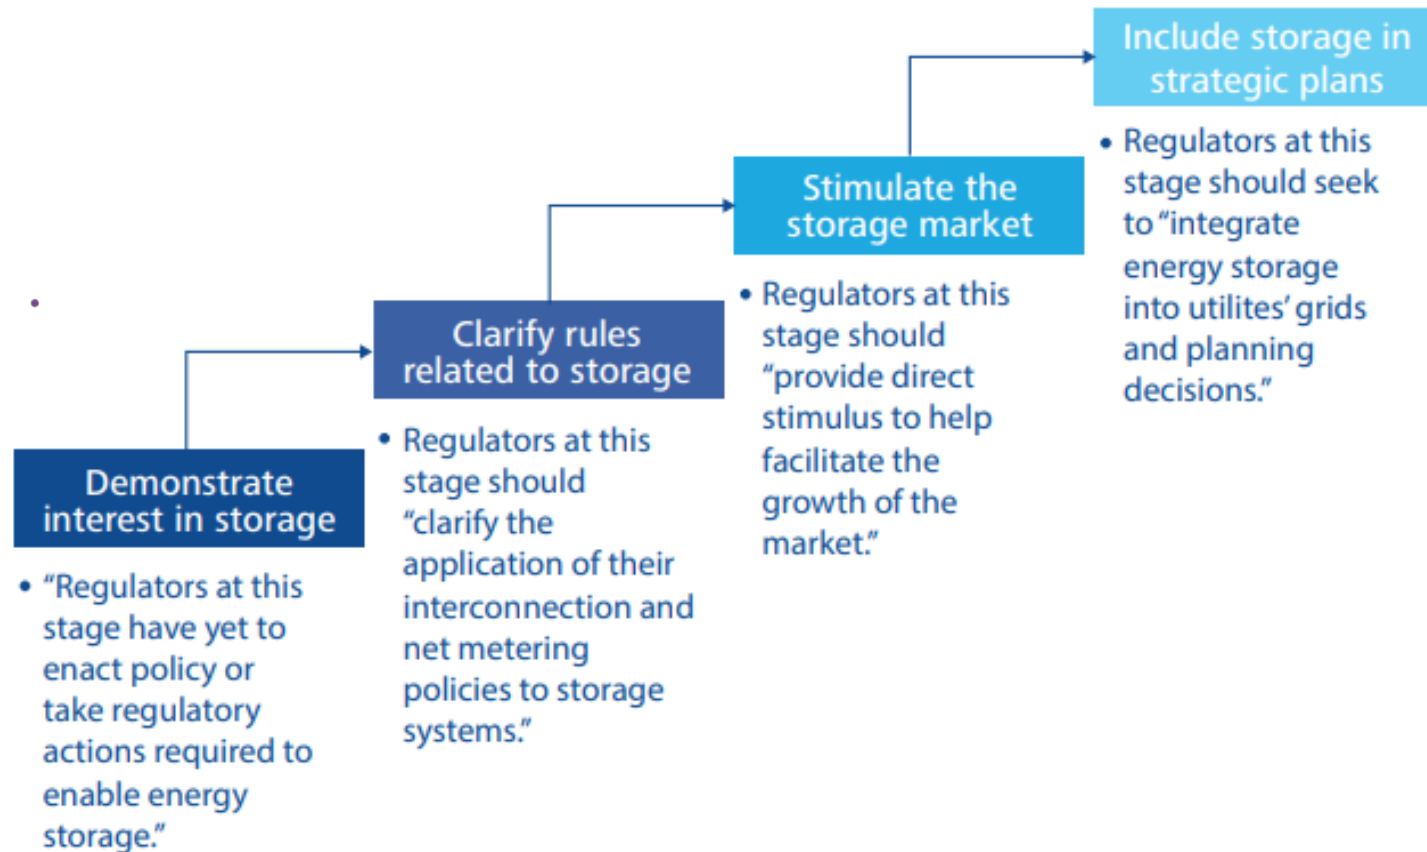 Demonstrate
interest in storage
• “Regulators at this
stage have yet to
enact policy or
take regulatory
actions required to
enable energy
storage.”
Clarify rules
related to storage
• Regulators at this
stage should
“clarify the
application of their
interconnection and
net metering
policies to storage
systems.”
Stimulate the
storage market
• Regulators at this
stage should
“provide direct
stimulus to help
facilitate the
growth of the
market.”
Include storage in
strategic plans
• Regulators at this
stage should seek
to “integrate
energy storage
into utilites’ grids
and planning
decisions.”